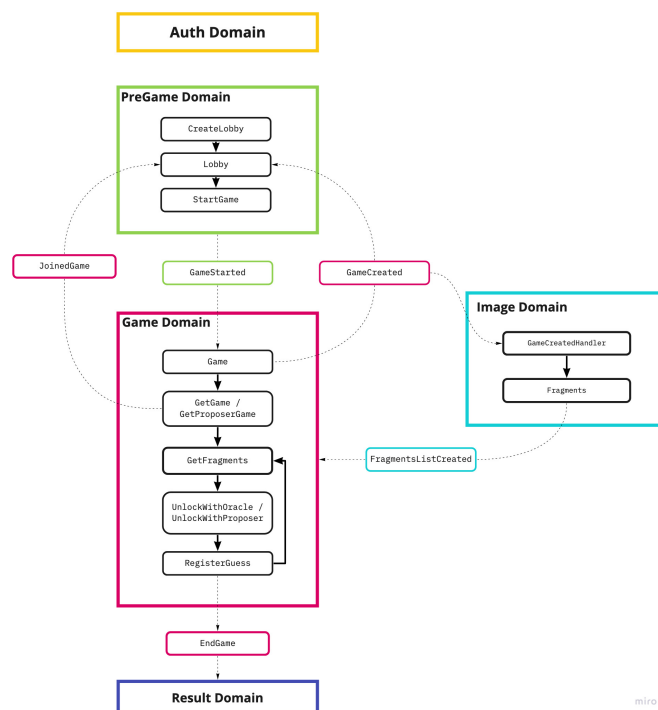 Auth Domain
PreGame Domain
CreateLobby
Lobby
StartGame
JoinedGame
GameStarted
GameCreated
Image Domain
Game Domain
GameCreatedHandler
Game
Fragments
GetGame /
GetProposerGame
GetFragments
FragmentsListCreated
UnlockWithOracle /
UnlockWithProposer
RegisterGuess
EndGame
Result Domain
miro